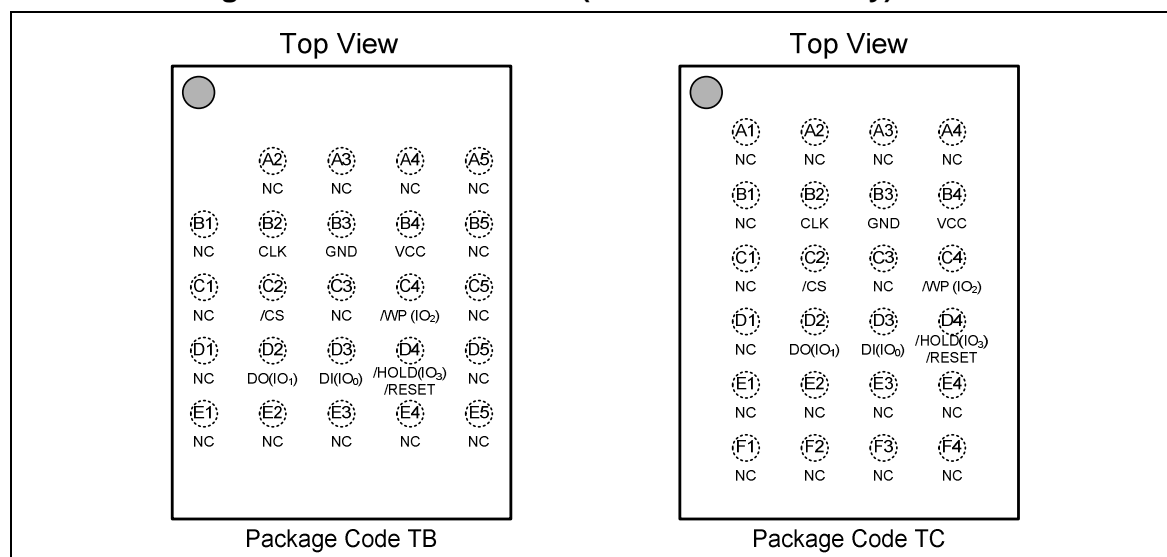 Top View
A2 A3 A4 A5
NC NC NC NC
B1 B2 B3 B4 B5
NC CLK GND VCC NC
C1 C2 C3 C4 C5
NC /CS NC /WP (IO₂) NC
D1 D2 D3 D4 D5
NC DO(IO₁) DI(IO₀) /HOLD(IO₃) NC
/RESET
E1 E2 E3 E4 E5
NC NC NC NC NC
Package Code TB
Top View
A1 A2 A3 A4
NC NC NC NC
B1 B2 B3 B4
NC CLK GND VCC
C1 C2 C3 C4
NC /CS NC /WP (IO₂)
D1 D2 D3 D4
NC DO(IO₁) DI(IO₀) /HOLD(IO₃)
/RESET
E1 E2 E3 E4
NC NC NC NC
F1 F2 F3 F4
NC NC NC NC
Package Code TC